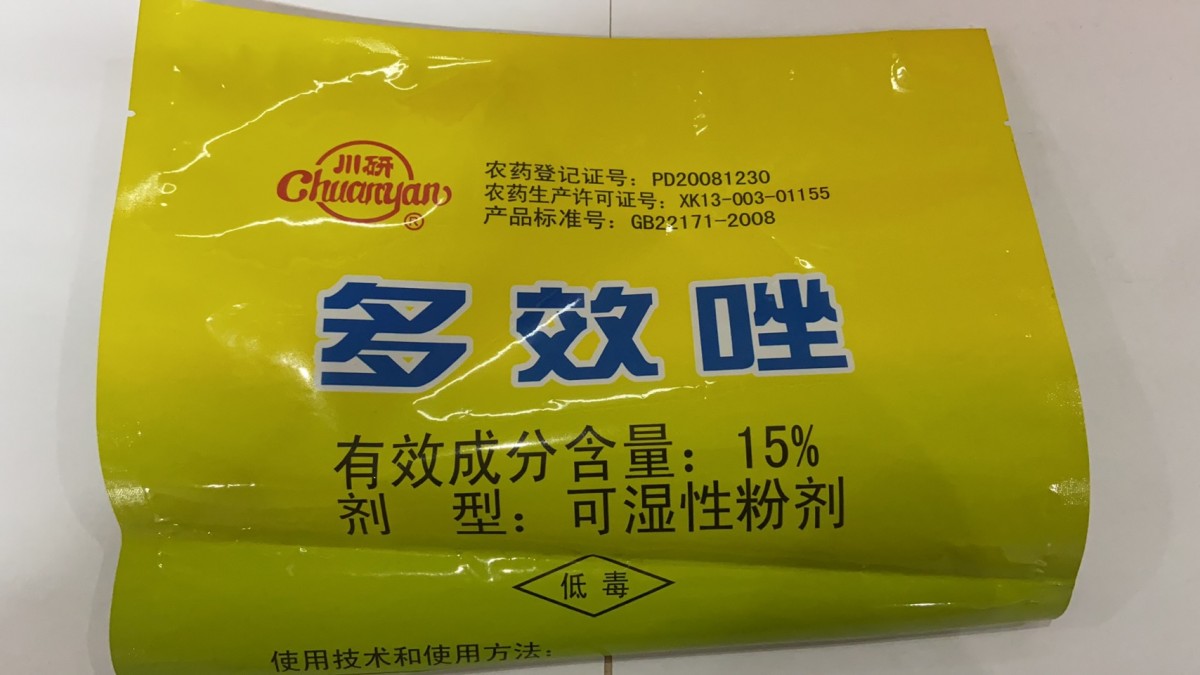 川研
Chuanyan
®
农药登记证号：PD20081230
农药生产许可证号：XK13-003-01155
产品标准号：GB22171-2008
多效唑
有效成分含量：15%
剂 型：可湿性粉剂
低毒
使用技术和使用方法：